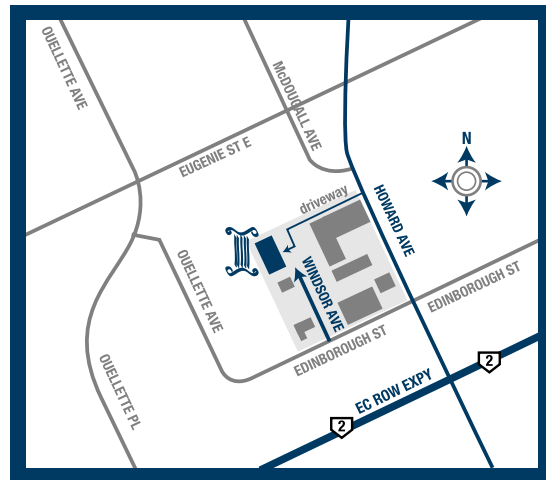 OUELLETTE AVE
McDOUGALL AVE
EUGENIE ST E
N
driveway
HOWARD AVE
OUELLETTE AVE
WINDSOR AVE
EDINBOROUGH ST
EDINBOROUGH ST
OUELLETTE PL
EC ROW EXPY
2
2